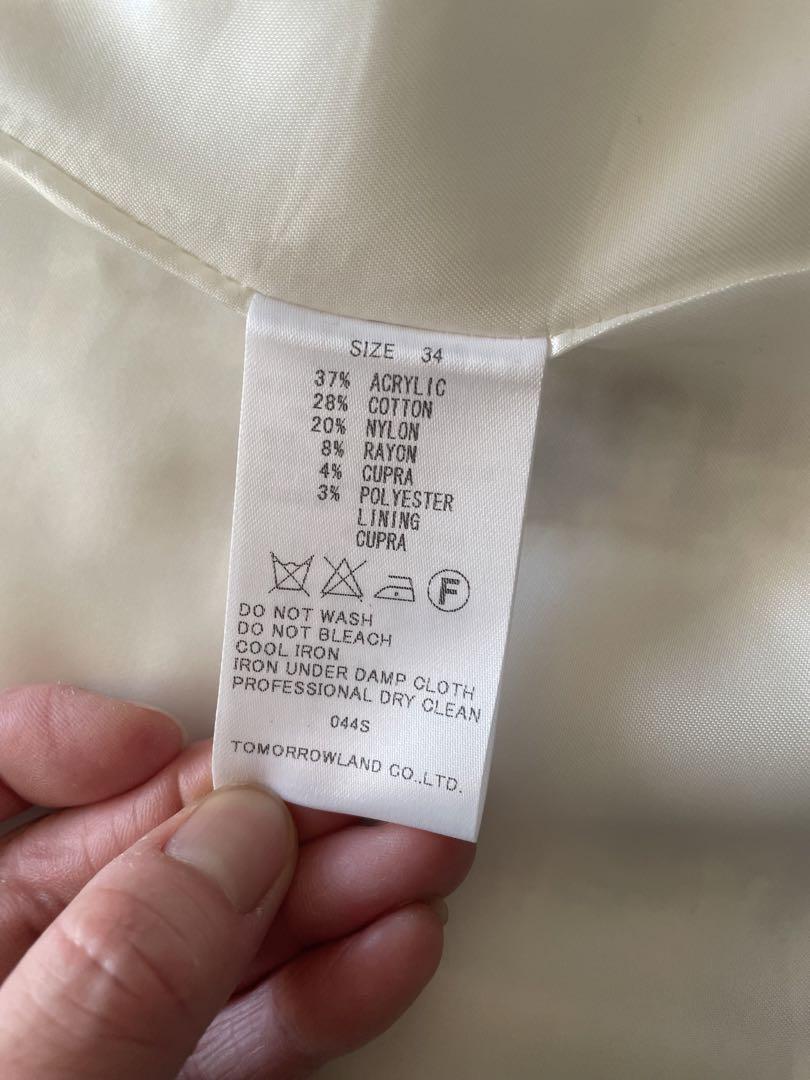 SIZE 34
37% ACRYLIC
28% COTTON
20% NYLON
8% RAYON
4% CUPRA
3% POLYESTER
LINING
CUPRA
F
DO NOT WASH
DO NOT BLEACH
COOL IRON
IRON UNDER DAMP CLOTH
PROFESSIONAL DRY CLEAN
044S
TOMORROWLAND CO.,LTD.